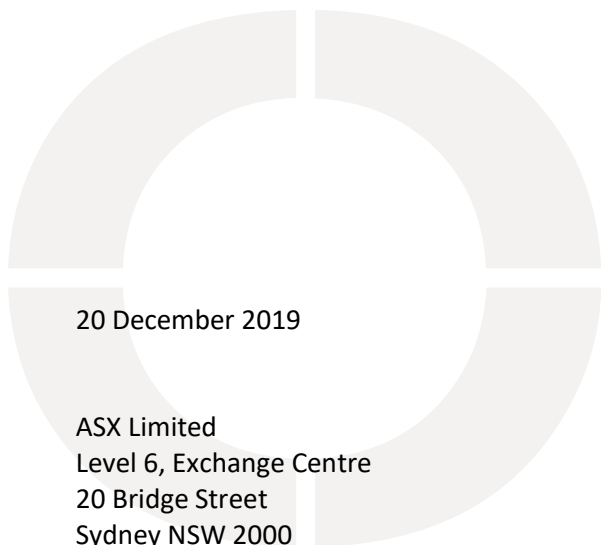 20 December 2019
ASX Limited
Level 6, Exchange Centre
20 Bridge Street
Sydney NSW 2000